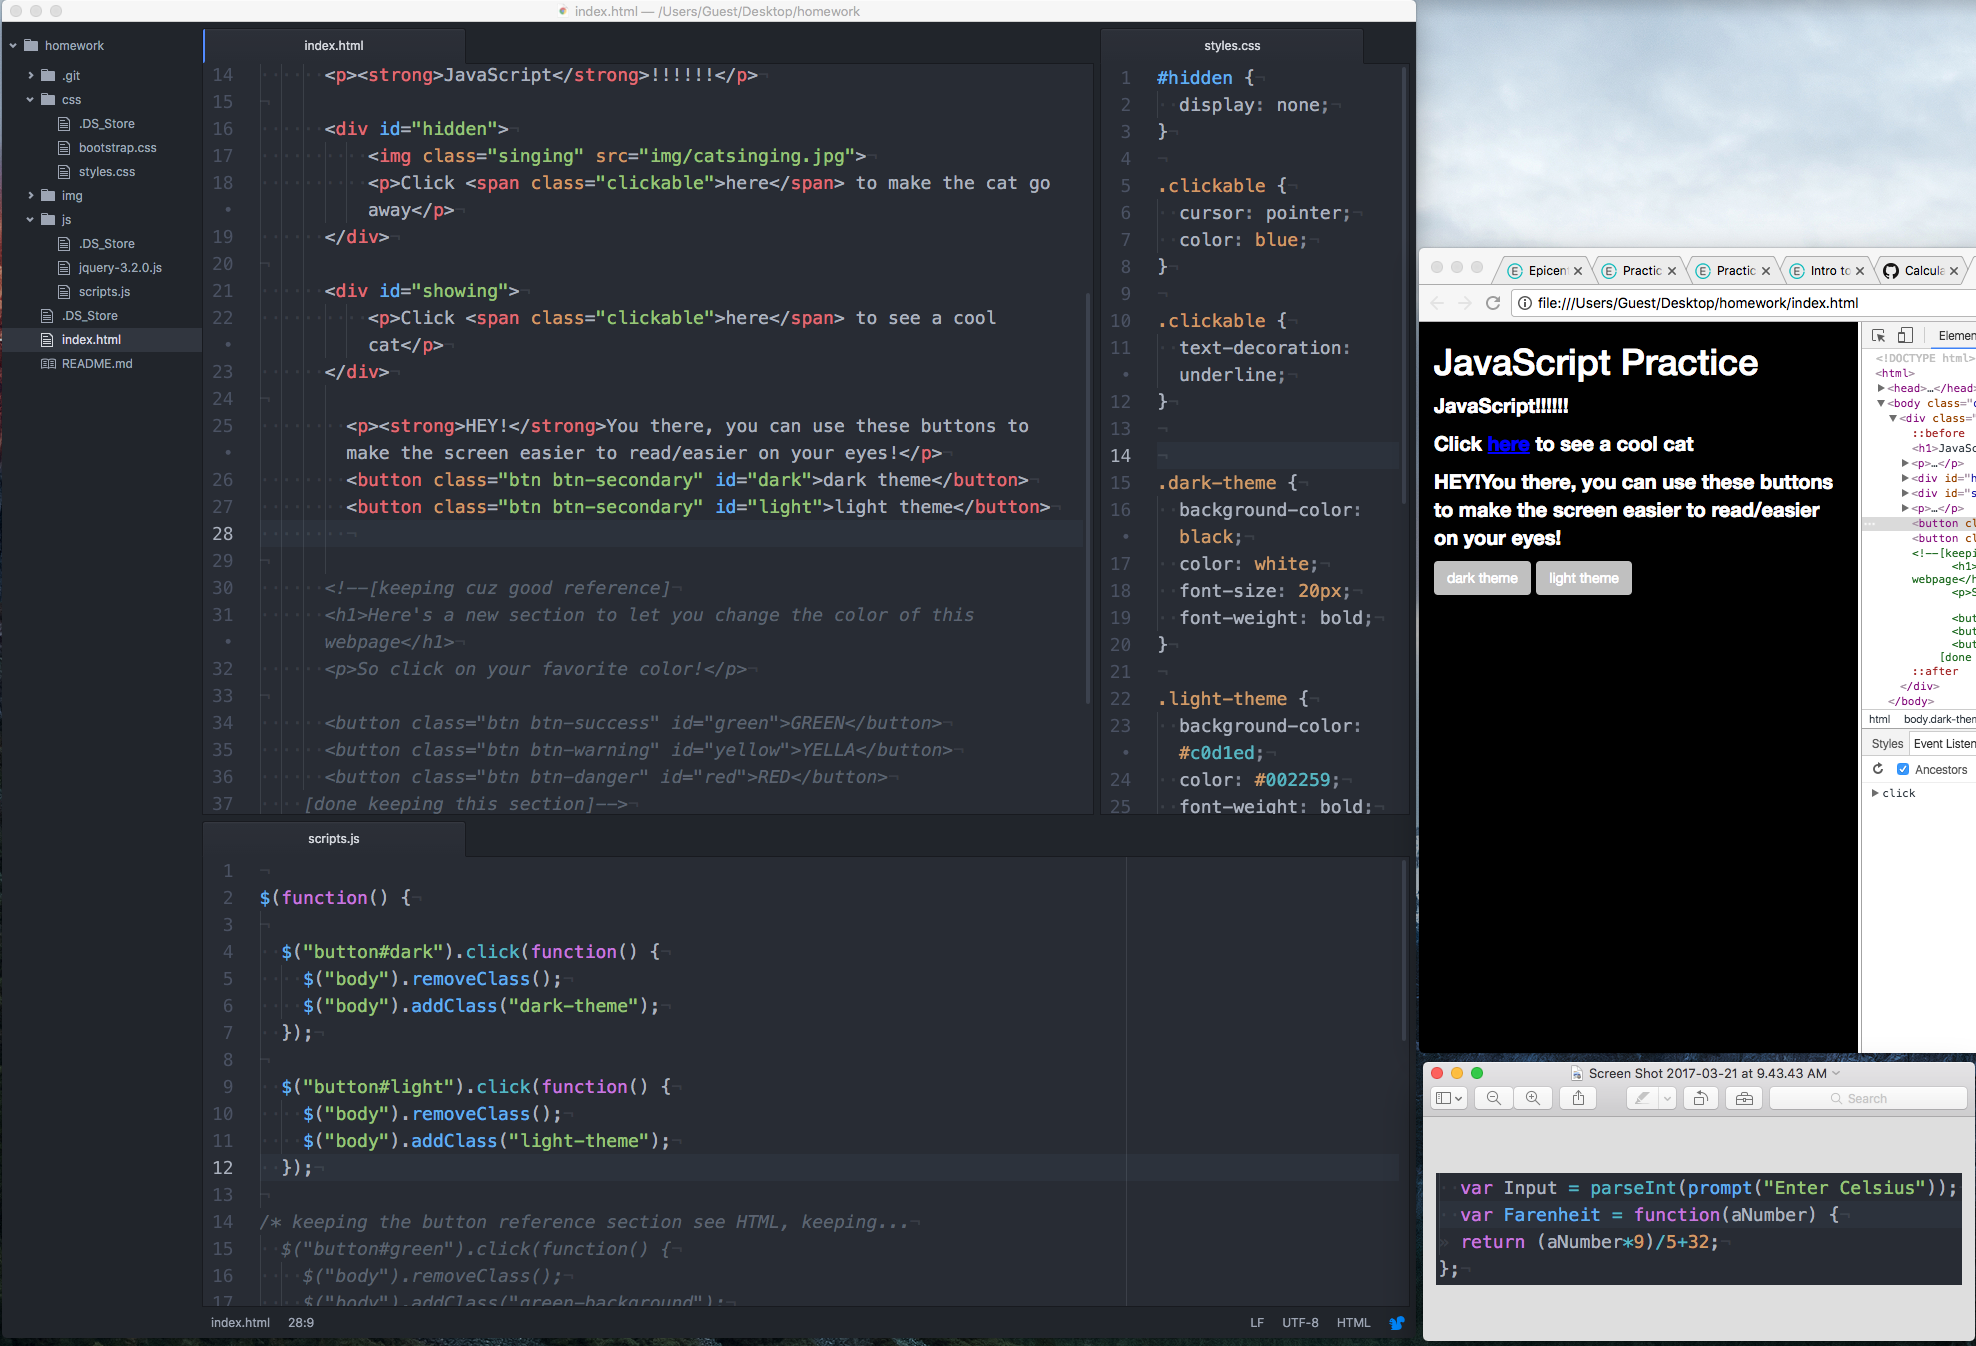 index.html — /Users/Guest/Desktop/homework
homework
.git
css
.DS_Store
bootstrap.css
styles.css
img
js
.DS_Store
jquery-3.2.0.js
scripts.js
.DS_Store
index.html
README.md
index.html
14 <p><strong>JavaScript</strong>!!!!!!</p>
15
16 <div id="hidden">
17 <img class="singing" src="img/catsinging.jpg">
18 <p>Click <span class="clickable">here</span> to make the cat go
away</p>
19 </div>
20
21 <div id="showing">
22 <p>Click <span class="clickable">here</span> to see a cool
cat</p>
23 </div>
24
25 <p><strong>HEY!</strong>You there, you can use these buttons to
make the screen easier to read/easier on your eyes!</p>
26 <button class="btn btn-secondary" id="dark">dark theme</button>
27 <button class="btn btn-secondary" id="light">light theme</button>
28
29
30 <!--[keeping cuz good reference]
31 <h1>Here's a new section to let you change the color of this
webpage</h1>
32 <p>So click on your favorite color!</p>
33
34 <button class="btn btn-success" id="green">GREEN</button>
35 <button class="btn btn-warning" id="yellow">YELLA</button>
36 <button class="btn btn-danger" id="red">RED</button>
37 [done keeping this section]-->
styles.css
1 #hidden {
2 display: none;
3 }
4
5 .clickable {
6 cursor: pointer;
7 color: blue;
8 }
9
10 .clickable {
11 text-decoration:
underline;
12 }
13
14
15 .dark-theme {
16 background-color:
black;
17 color: white;
18 font-size: 20px;
19 font-weight: bold;
20 }
21
22 .light-theme {
23 background-color:
#c0d1ed;
24 color: #002259;
25 font-weight: bold;
scripts.js
1
2 $(function() {
3
4 $("button#dark").click(function() {
5 $("body").removeClass();
6 $("body").addClass("dark-theme");
7 });
8
9 $("button#light").click(function() {
10 $("body").removeClass();
11 $("body").addClass("light-theme");
12 });
13
14 /* keeping the button reference section see HTML, keeping...
15 $("button#green").click(function() {
16 $("body").removeClass();
17 $("body").addClass("green-background");
index.html 28:9 LF UTF-8 HTML
Epicen Practic Practic Intro to Calcula
file:///Users/Guest/Desktop/homework/index.html
JavaScript Practice
JavaScript!!!!!!
Click here to see a cool cat
HEY!You there, you can use these buttons
to make the screen easier to read/easier
on your eyes!
dark theme light theme
Elemen
<!DOCTYPE html>
<html>
<head>…</head>
<body class="d
<div class="
::before
<h1>JavaSc
<p>…</p>
<div id="h
<div id="s
<p>…</p>
<button cl
<button cl
<!--[keepi
<h1>
webpage</h
<p>S
<but
<but
<but
[done
::after
</div>
</body>
html body.dark-then
Styles Event Listen
Ancestors
click
Screen Shot 2017-03-21 at 9.43.43 AM
Search
var Input = parseInt(prompt("Enter Celsius"));
var Farenheit = function(aNumber) {
return (aNumber*9)/5+32;
};